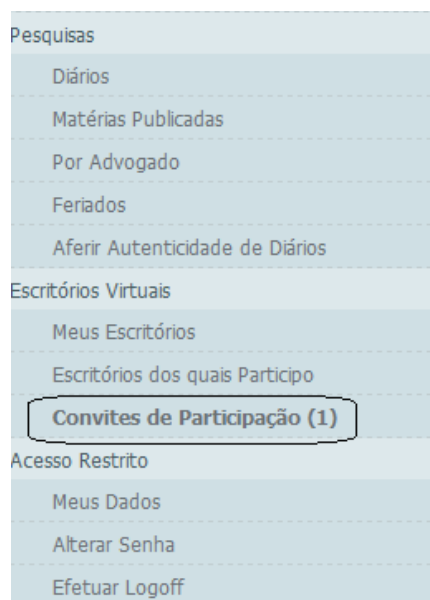 Pesquisas
Diários
Matérias Publicadas
Por Advogado
Feriados
Aferir Autenticidade de Diários
Escritórios Virtuais
Meus Escritórios
Escritórios dos quais Participo
Convites de Participação (1)
Acesso Restrito
Meus Dados
Alterar Senha
Efetuar Logoff